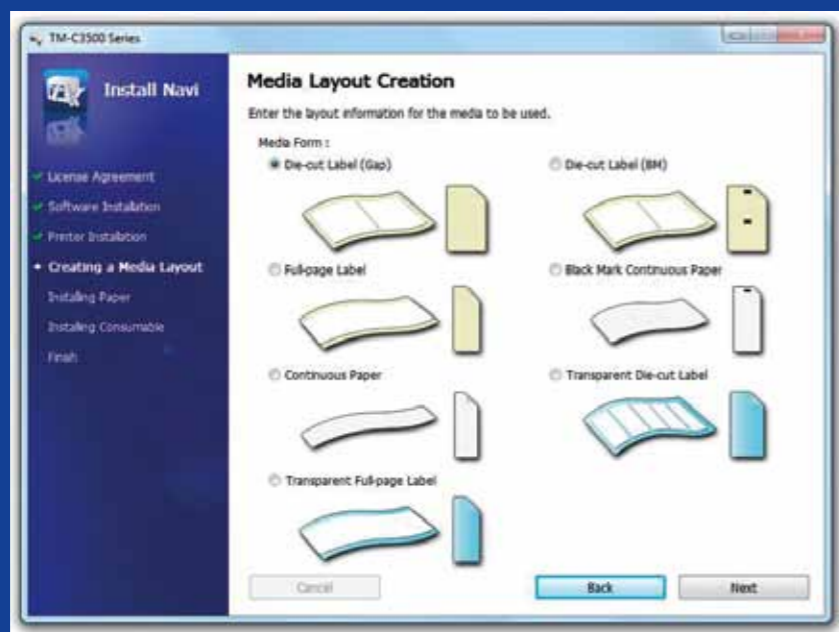 TM-C3500 Series
Install Navi
License Agreement
Software Installation
Printer Installation
Creating a Media Layout
Installing Paper
Installing Consumable
Finish
Media Layout Creation
Enter the layout information for the media to be used.
Media Form :
Die-cut Label (Gap)
Die-cut Label (BM)
Full-page Label
Black Mark Continuous Paper
Continuous Paper
Transparent Die-cut Label
Transparent Full-page Label
Cancel
Back
Next